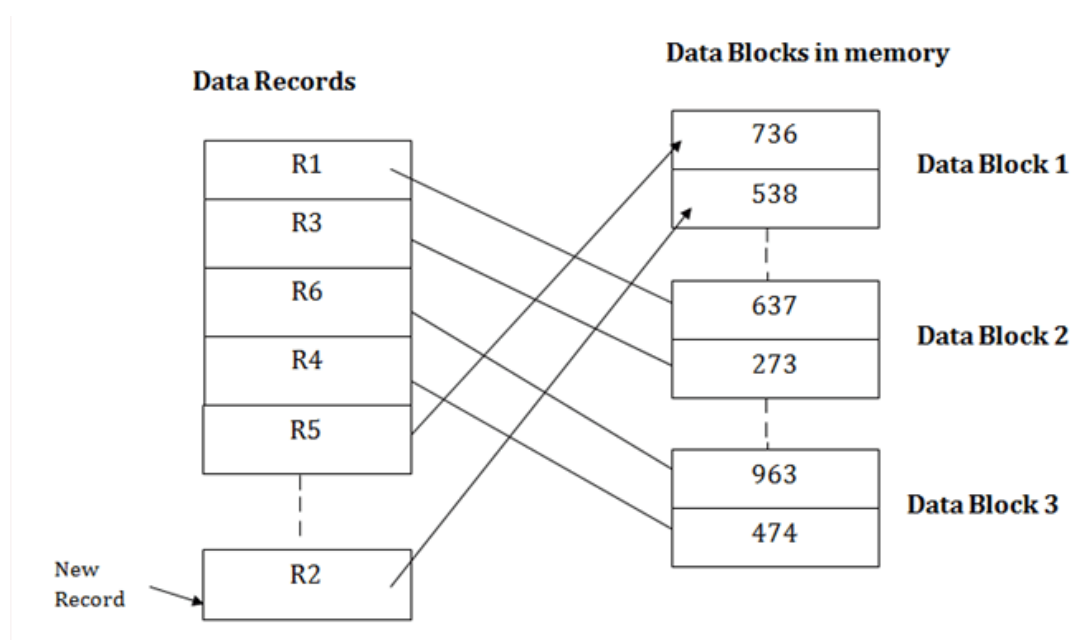 Data Records
R1
R3
R6
R4
R5
R2
New
Record
Data Blocks in memory
736
538
Data Block 1
637
273
Data Block 2
963
474
Data Block 3